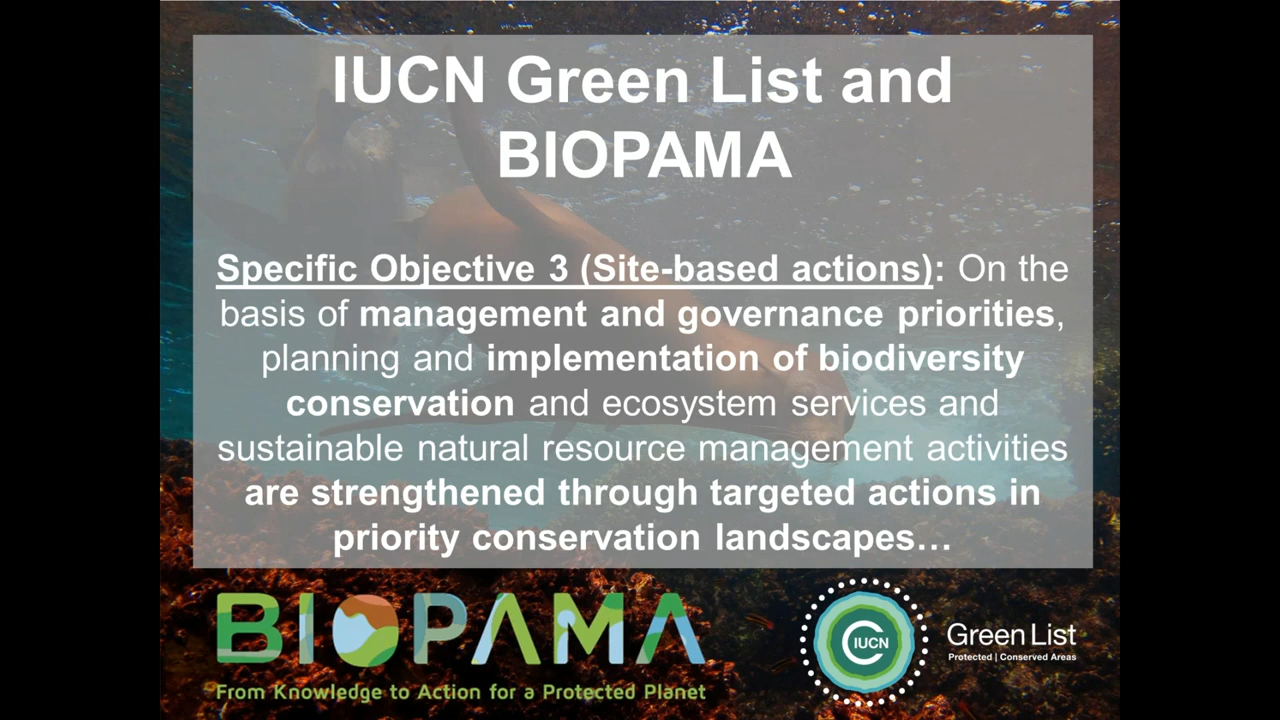 IUCN Green List and
BIOPAMA
Specific Objective 3 (Site-based actions): On the
basis of management and governance priorities,
planning and implementation of biodiversity
conservation and ecosystem services and
sustainable natural resource management activities
are strengthened through targeted actions in
priority conservation landscapes…
BIOPAMA
From Knowledge to Action for a Protected Planet
IUCN
Green List
Protected | Conserved Areas